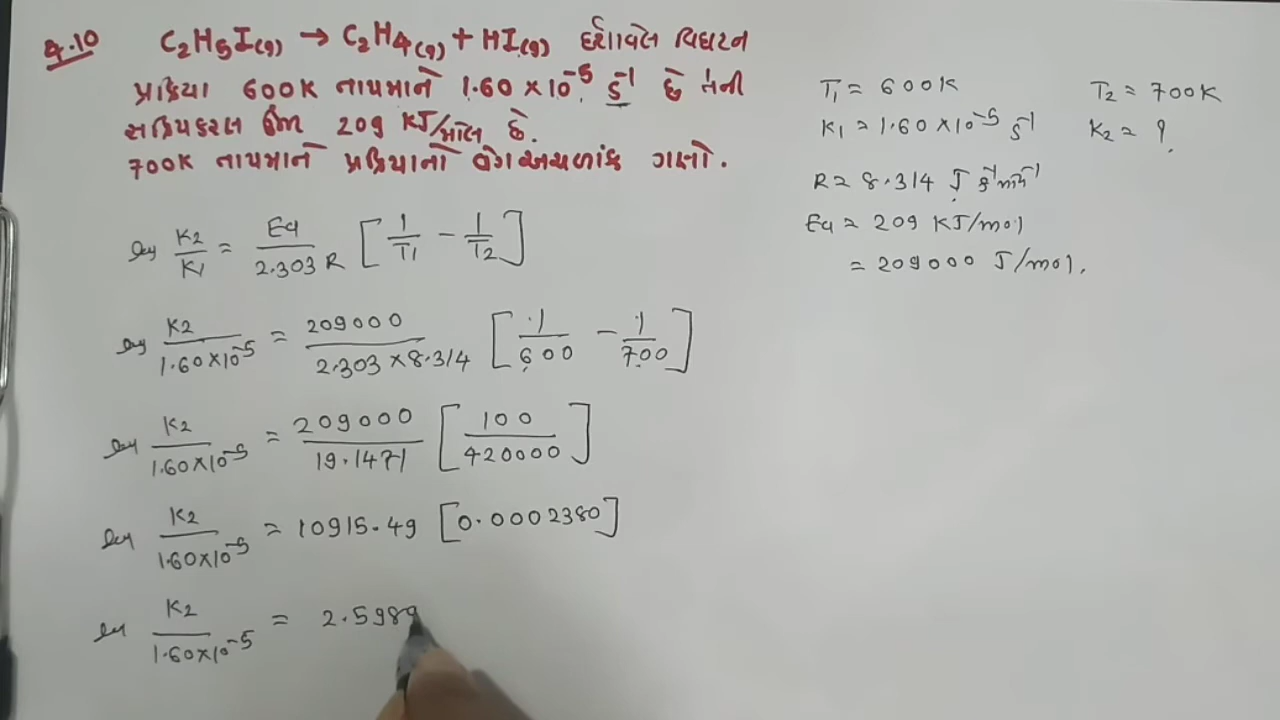 Q.10 C₂H₅I(g) → C₂H₄(g) + HI(g) દર્શાવેલ વિઘટન
પ્રક્રિયા 600K તાપમાને 1.60 × 10⁻⁵ s⁻¹ છે તેની
સક્રિયકરણ ઊર્જા 209 KJ/મોલ છે.
700K તાપમાને પ્રક્રિયાનો વેગઅચળાંક ગણો.
T₁ = 600K T₂ = 700K
K₁ = 1.60 × 10⁻⁵ s⁻¹ K₂ = ?
R = 8.314 J કે⁻¹ મોલ⁻¹
Ea = 209 KJ/mol
= 209000 J/mol.
log K₂/K₁ = Ea/2.303 R [1/T₁ − 1/T₂]
log K₂/1.60×10⁻⁵ = 209000/2.303 × 8.314 [1/600 − 1/700]
log K₂/1.60×10⁻⁵ = 209000/19.1471 [100/420000]
log K₂/1.60×10⁻⁵ = 10915.49 [0.0002380]
log K₂/1.60×10⁻⁵ = 2.5989